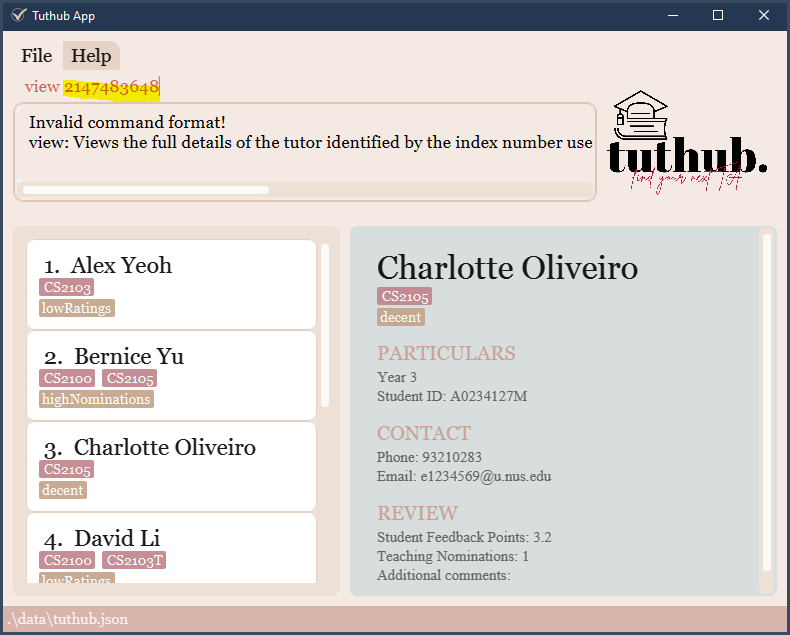 Tuthub App
File Help
view 2147483648
Invalid command format!
view: Views the full details of the tutor identified by the index number use
tuthub.
find your next TA
1. Alex Yeoh
CS2103
lowRatings
2. Bernice Yu
CS2100 CS2105
highNominations
3. Charlotte Oliveiro
CS2105
decent
4. David Li
CS2100 CS2103T
lowRatings
Charlotte Oliveiro
CS2105
decent
PARTICULARS
Year 3
Student ID: A0234127M
CONTACT
Phone: 93210283
Email: e1234569@u.nus.edu
REVIEW
Student Feedback Points: 3.2
Teaching Nominations: 1
Additional comments:
.\data\tuthub.json